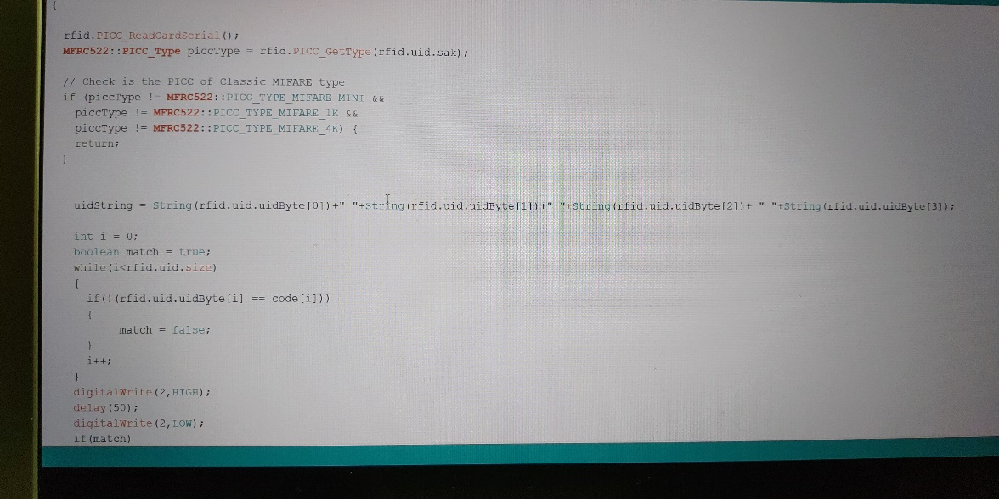 {
rfid.PICC_ReadCardSerial();
MFRC522::PICC_Type piccType = rfid.PICC_GetType(rfid.uid.sak);
// Check is the PICC of Classic MIFARE type
if (piccType != MFRC522::PICC_TYPE_MIFARE_MINI &&
piccType != MFRC522::PICC_TYPE_MIFARE_1K &&
piccType != MFRC522::PICC_TYPE_MIFARE_4K) {
return;
}
uidString = String(rfid.uid.uidByte[0])+" "+String(rfid.uid.uidByte[1])+" "+String(rfid.uid.uidByte[2])+ " "+String(rfid.uid.uidByte[3]);
int i = 0;
boolean match = true;
while(i<rfid.uid.size)
{
if(!(rfid.uid.uidByte[i] == code[i]))
{
match = false;
}
i++;
}
digitalWrite(2,HIGH);
delay(50);
digitalWrite(2,LOW);
if(match)